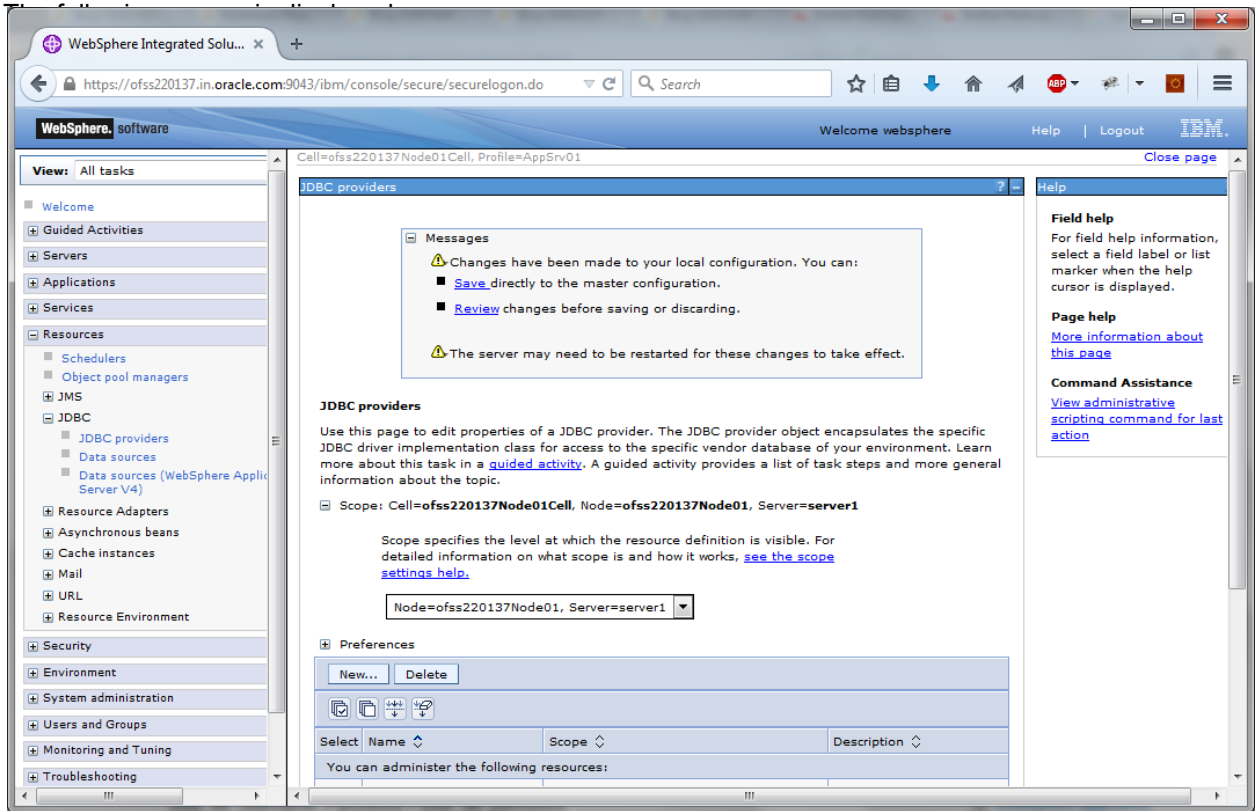 WebSphere Integrated Solu...
https://ofss220137.in.oracle.com:9043/ibm/console/secure/securelogon.do
Search
ABP
WebSphere. software
Welcome websphere
Help | Logout
IBM.
View: All tasks
Welcome
Guided Activities
Servers
Applications
Services
Resources
Schedulers
Object pool managers
JMS
JDBC
JDBC providers
Data sources
Data sources (WebSphere Applic
Server V4)
Resource Adapters
Asynchronous beans
Cache instances
Mail
URL
Resource Environment
Security
Environment
System administration
Users and Groups
Monitoring and Tuning
Troubleshooting
Cell=ofss220137Node01Cell, Profile=AppSrv01
Close page
JDBC providers
? -
Messages
Changes have been made to your local configuration. You can:
Save directly to the master configuration.
Review changes before saving or discarding.
The server may need to be restarted for these changes to take effect.
JDBC providers
Use this page to edit properties of a JDBC provider. The JDBC provider object encapsulates the specific
JDBC driver implementation class for access to the specific vendor database of your environment. Learn
more about this task in a guided activity. A guided activity provides a list of task steps and more general
information about the topic.
Scope: Cell=ofss220137Node01Cell, Node=ofss220137Node01, Server=server1
Scope specifies the level at which the resource definition is visible. For
detailed information on what scope is and how it works, see the scope
settings help.
Node=ofss220137Node01, Server=server1
Preferences
New... Delete
Select Name Scope Description
You can administer the following resources:
Help
Field help
For field help information,
select a field label or list
marker when the help
cursor is displayed.
Page help
More information about
this page
Command Assistance
View administrative
scripting command for last
action